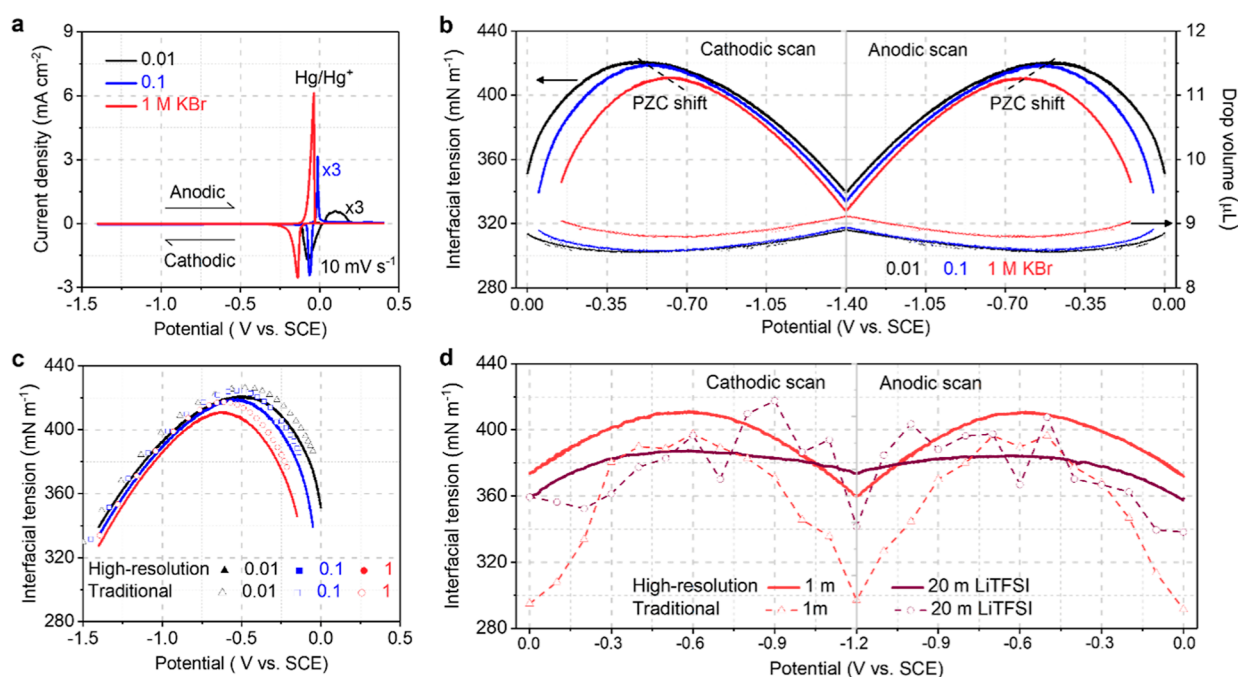 a
9
6
3
0
-3
Current density (mA cm⁻²)
0.01
0.1
1 M KBr
Hg/Hg⁺
x3
x3
Anodic
Cathodic
10 mV s⁻¹
-1.5
-1.0
-0.5
0.0
0.5
Potential ( V vs. SCE)
b
440
400
360
320
280
Interfacial tension (mN m⁻¹)
Cathodic scan
Anodic scan
PZC shift
PZC shift
0.01 0.1 1 M KBr
12
11
10
9
8
Drop volume (μL)
0.00
-0.35
-0.70
-1.05
-1.40
-1.05
-0.70
-0.35
0.00
Potential (V vs. SCE)
c
440
400
360
320
280
Interfacial tension (mN m⁻¹)
High-resolution 0.01 0.1 1
Traditional 0.01 0.1 1
-1.5
-1.0
-0.5
0.0
0.5
Potential ( V vs. SCE)
d
440
400
360
320
280
Interfacial tension (mN m⁻¹)
Cathodic scan
Anodic scan
High-resolution 1 m 20 m LiTFSI
Traditional 1m 20 m LiTFSI
0.0
-0.3
-0.6
-0.9
-1.2
-0.9
-0.6
-0.3
0.0
Potential (V vs. SCE)